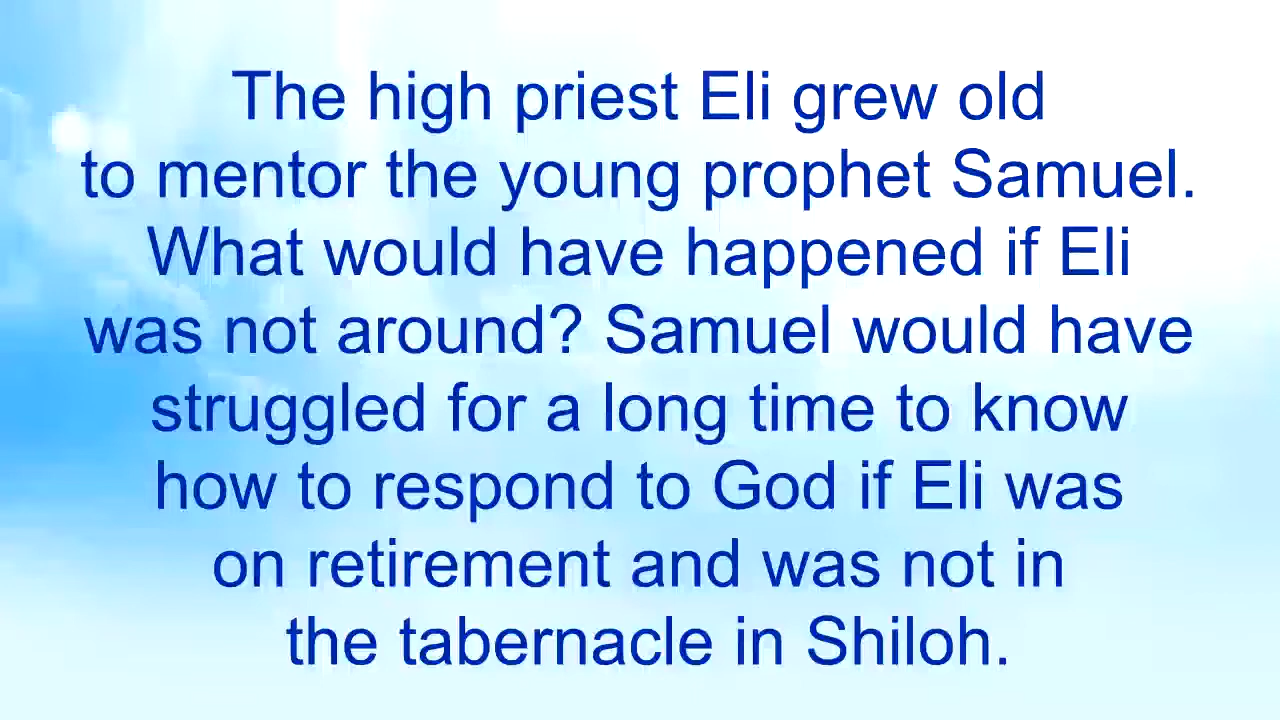 The high priest Eli grew old
to mentor the young prophet Samuel.
What would have happened if Eli
was not around? Samuel would have
struggled for a long time to know
how to respond to God if Eli was
on retirement and was not in
the tabernacle in Shiloh.